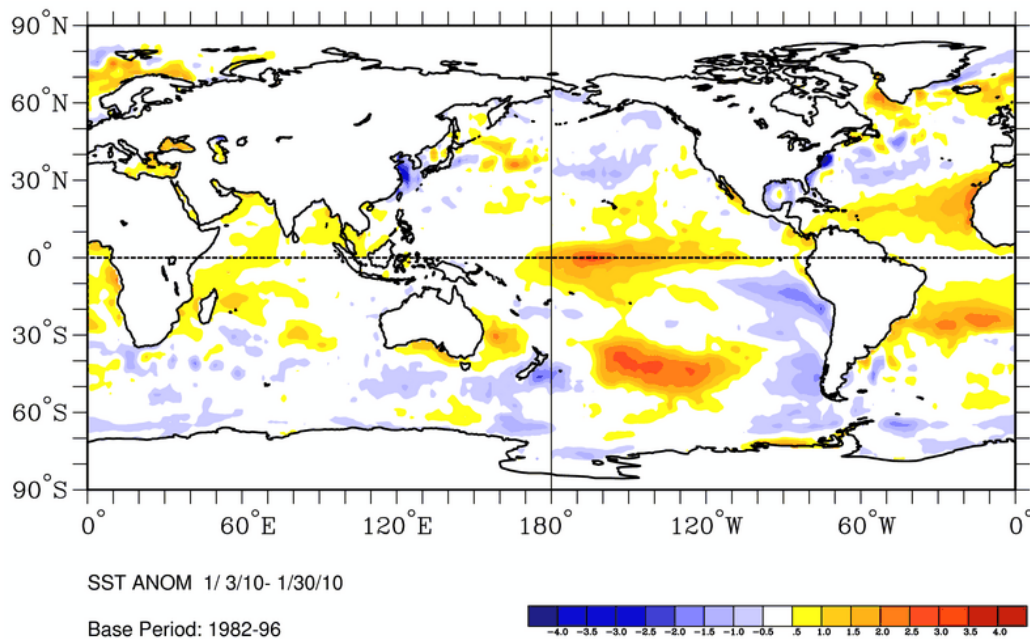 90°N
60°N
30°N
0°
30°S
60°S
90°S
0° 60°E 120°E 180° 120°W 60°W 0°
SST ANOM 1/ 3/10- 1/30/10
Base Period: 1982-96
-4.0 -3.5 -3.0 -2.5 -2.0 -1.5 -1.0 -0.5 .5 1.0 1.5 2.0 2.5 3.0 3.5 4.0